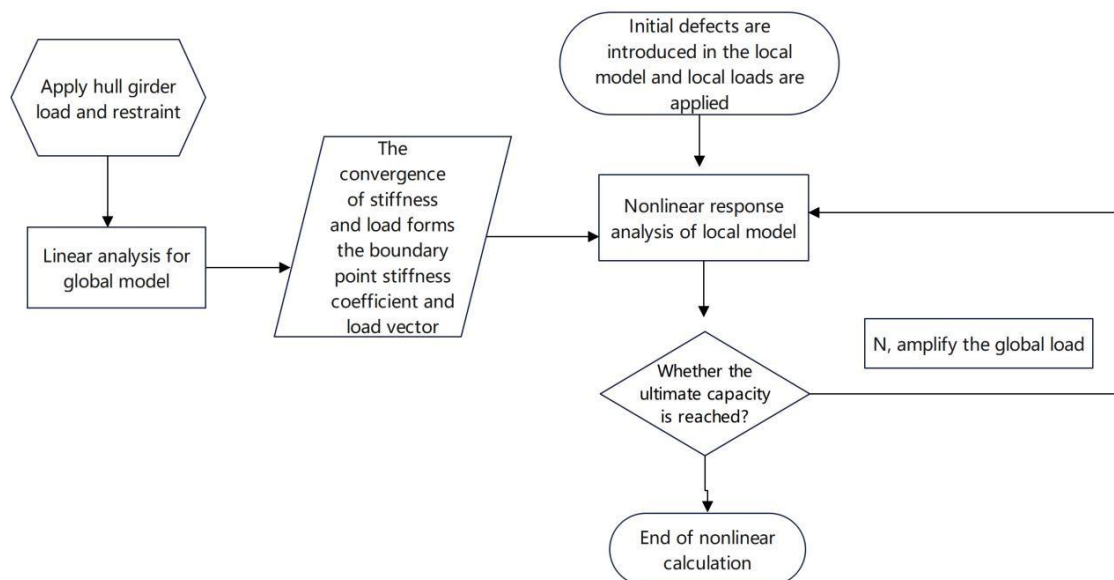 Apply hull girder
load and restraint
Linear analysis for
global model
The
convergence
of stiffness
and load forms
the boundary
point stiffness
coefficient and
load vector
Initial defects are
introduced in the local
model and local loads are
applied
Nonlinear response
analysis of local model
Whether the
ultimate capacity
is reached?
N, amplify the global load
End of nonlinear
calculation